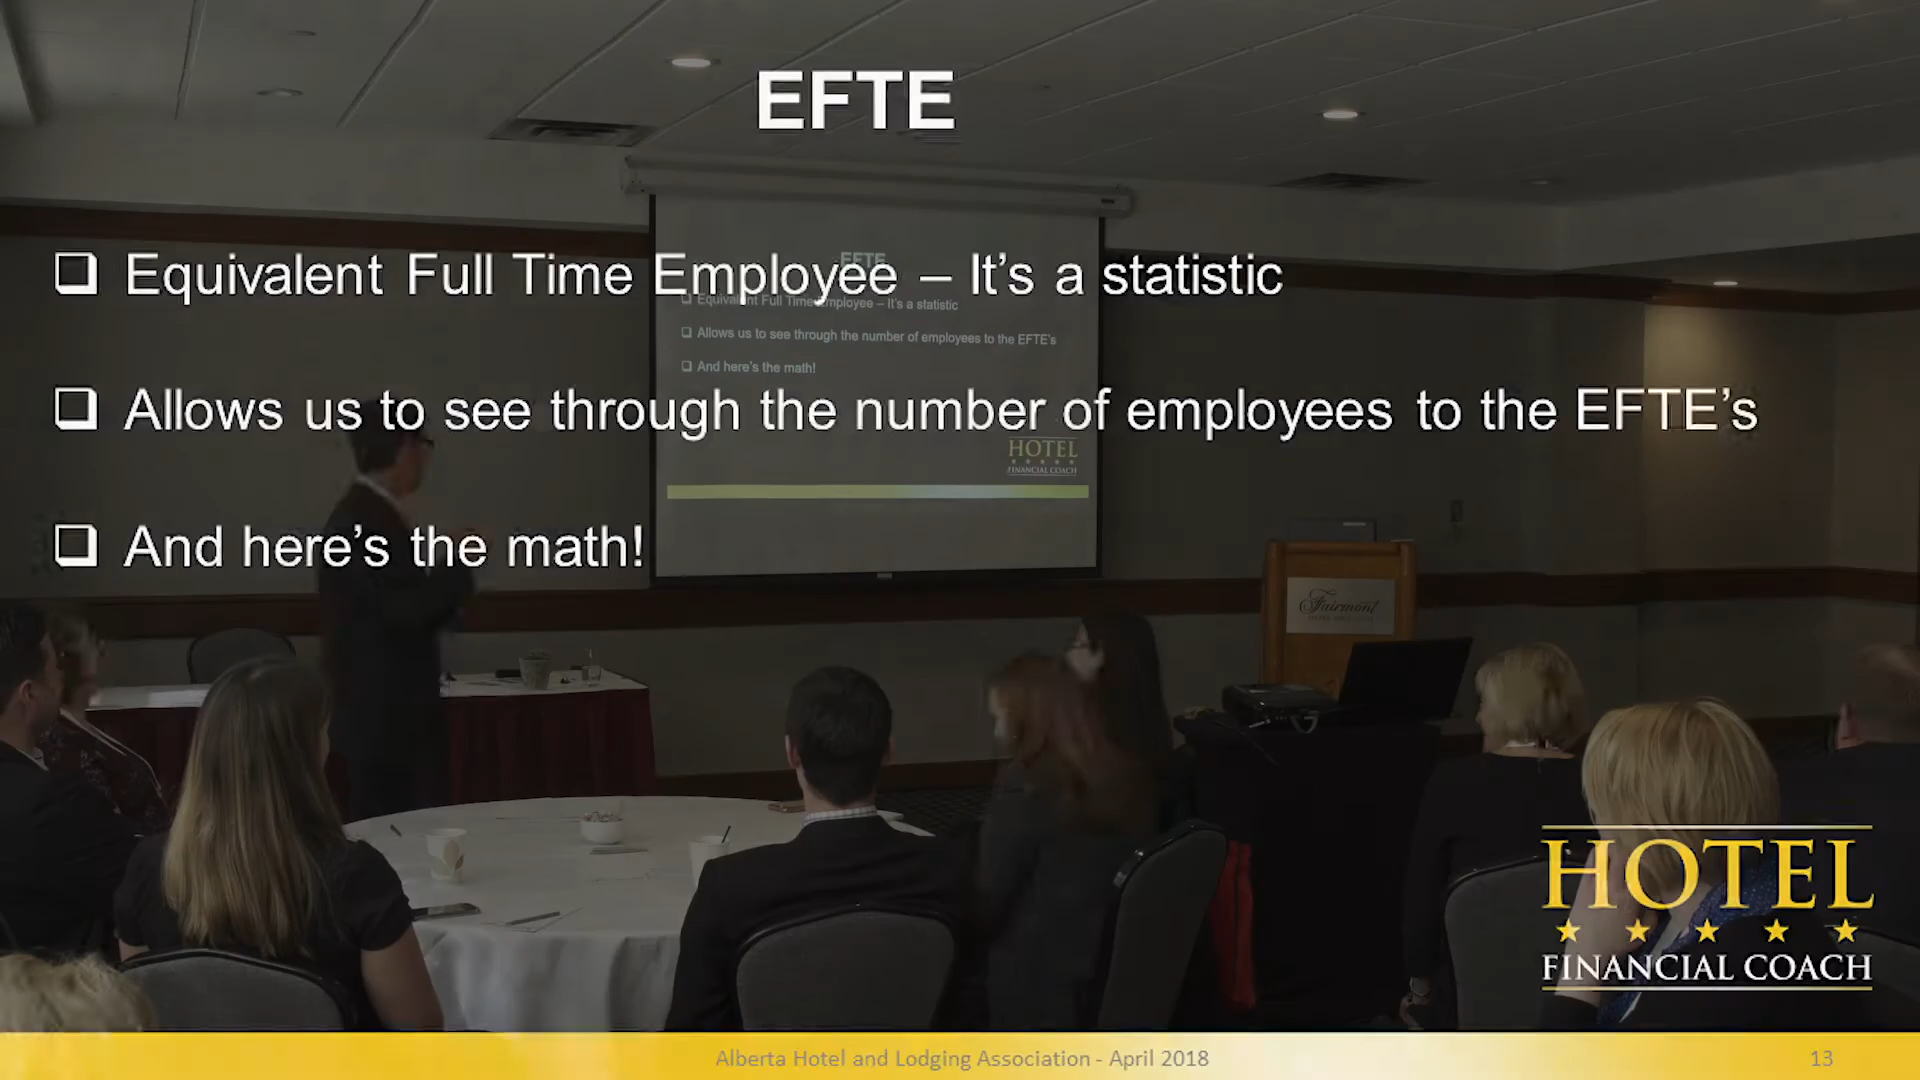 EFTE
❑ Equivalent Full Time Employee – It’s a statistic
❑ Allows us to see through the number of employees to the EFTE’s
❑ And here’s the math!
EFTE
❑ Equivalent Full Time Employee – It’s a statistic
❑ Allows us to see through the number of employees to the EFTE’s
❑ And here’s the math!
HOTEL
FINANCIAL COACH
Fairmont
HOTEL
FINANCIAL COACH
Alberta Hotel and Lodging Association - April 2018
13